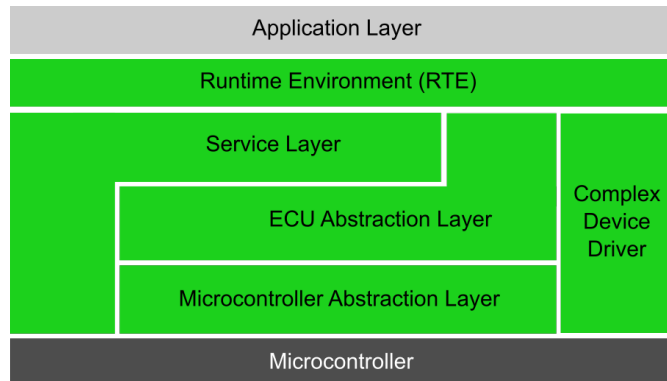 Application Layer
Runtime Environment (RTE)
Service Layer
ECU Abstraction Layer
Complex
Device
Driver
Microcontroller Abstraction Layer
Microcontroller